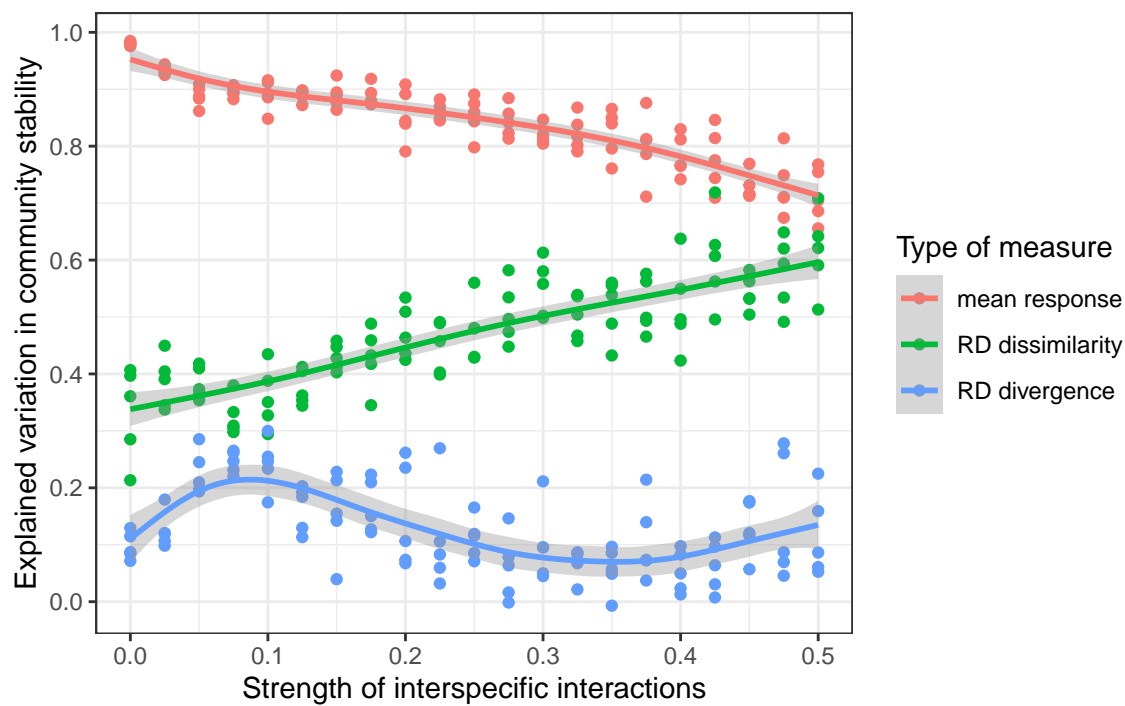 Explained variation in community stability
1.0
0.8
0.6
0.4
0.2
0.0
0.0 0.1 0.2 0.3 0.4 0.5
Strength of interspecific interactions
Type of measure
mean response
RD dissimilarity
RD divergence